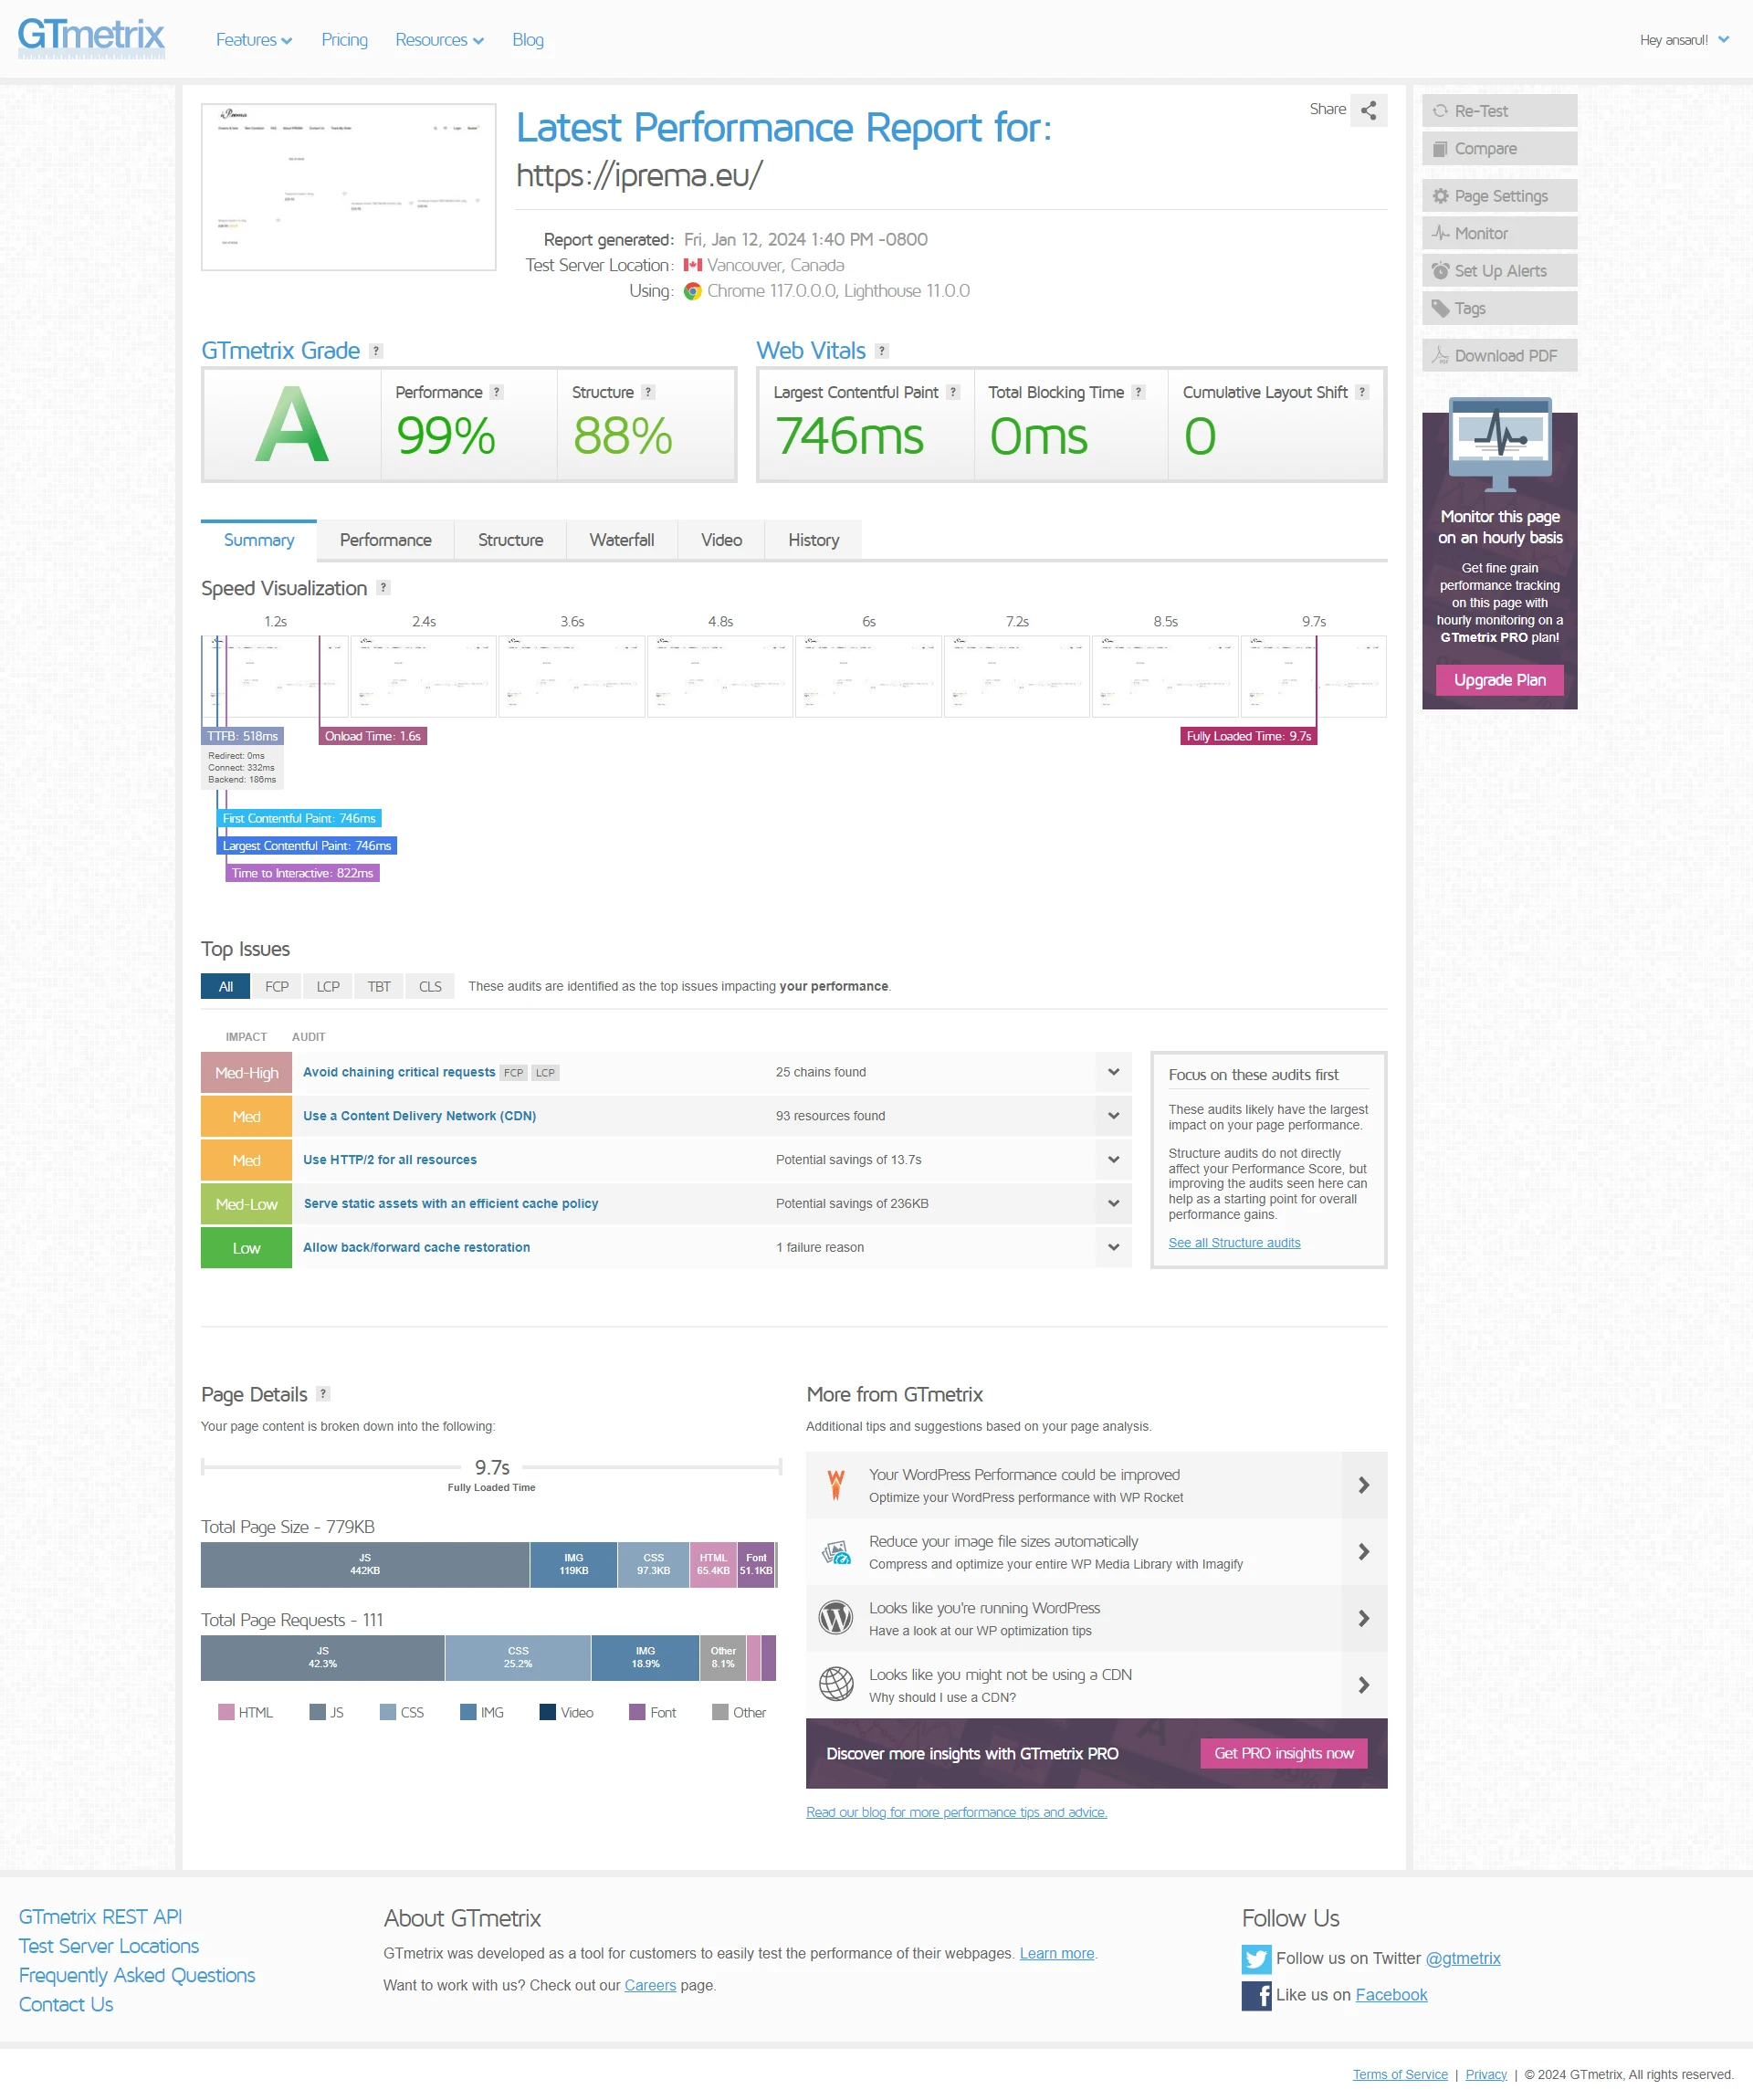 GTmetrix
Features
Pricing
Resources
Blog
Hey ansarul!
Latest Performance Report for:
https://iprema.eu/
Share
Report generated: Fri, Jan 12, 2024 1:40 PM -0800
Test Server Location: Vancouver, Canada
Using: Chrome 117.0.0.0, Lighthouse 11.0.0
Re-Test
Compare
Page Settings
Monitor
Set Up Alerts
Tags
Download PDF
Monitor this page
on an hourly basis
Get fine grain
performance tracking
on this page with
hourly monitoring on a
GTmetrix PRO plan!
Upgrade Plan
GTmetrix Grade ?
A
Performance ?
99%
Structure ?
88%
Web Vitals ?
Largest Contentful Paint ?
746ms
Total Blocking Time ?
0ms
Cumulative Layout Shift ?
0
Summary
Performance
Structure
Waterfall
Video
History
Speed Visualization ?
1.2s
2.4s
3.6s
4.8s
6s
7.2s
8.5s
9.7s
TTFB: 518ms
Redirect: 0ms
Connect: 332ms
Backend: 186ms
Onload Time: 1.6s
Fully Loaded Time: 9.7s
First Contentful Paint: 746ms
Largest Contentful Paint: 746ms
Time to Interactive: 822ms
Top Issues
All
FCP
LCP
TBT
CLS
These audits are identified as the top issues impacting your performance.
IMPACT
AUDIT
Med-High Avoid chaining critical requests FCP LCP 25 chains found
Med Use a Content Delivery Network (CDN) 93 resources found
Med Use HTTP/2 for all resources Potential savings of 13.7s
Med-Low Serve static assets with an efficient cache policy Potential savings of 236KB
Low Allow back/forward cache restoration 1 failure reason
Focus on these audits first
These audits likely have the largest
impact on your page performance.
Structure audits do not directly
affect your Performance Score, but
improving the audits seen here can
help as a starting point for overall
performance gains.
See all Structure audits
Page Details ?
Your page content is broken down into the following:
9.7s
Fully Loaded Time
Total Page Size - 779KB
JS
442KB
IMG
119KB
CSS
97.3KB
HTML
65.4KB
Font
51.1KB
Total Page Requests - 111
JS
42.3%
CSS
25.2%
IMG
18.9%
Other
8.1%
HTML
JS
CSS
IMG
Video
Font
Other
More from GTmetrix
Additional tips and suggestions based on your page analysis.
Your WordPress Performance could be improved
Optimize your WordPress performance with WP Rocket
Reduce your image file sizes automatically
Compress and optimize your entire WP Media Library with Imagify
Looks like you're running WordPress
Have a look at our WP optimization tips
Looks like you might not be using a CDN
Why should I use a CDN?
Discover more insights with GTmetrix PRO
Get PRO insights now
Read our blog for more performance tips and advice.
GTmetrix REST API
Test Server Locations
Frequently Asked Questions
Contact Us
About GTmetrix
GTmetrix was developed as a tool for customers to easily test the performance of their webpages. Learn more.
Want to work with us? Check out our Careers page.
Follow Us
Follow us on Twitter @gtmetrix
Like us on Facebook
Terms of Service | Privacy | © 2024 GTmetrix, All rights reserved.